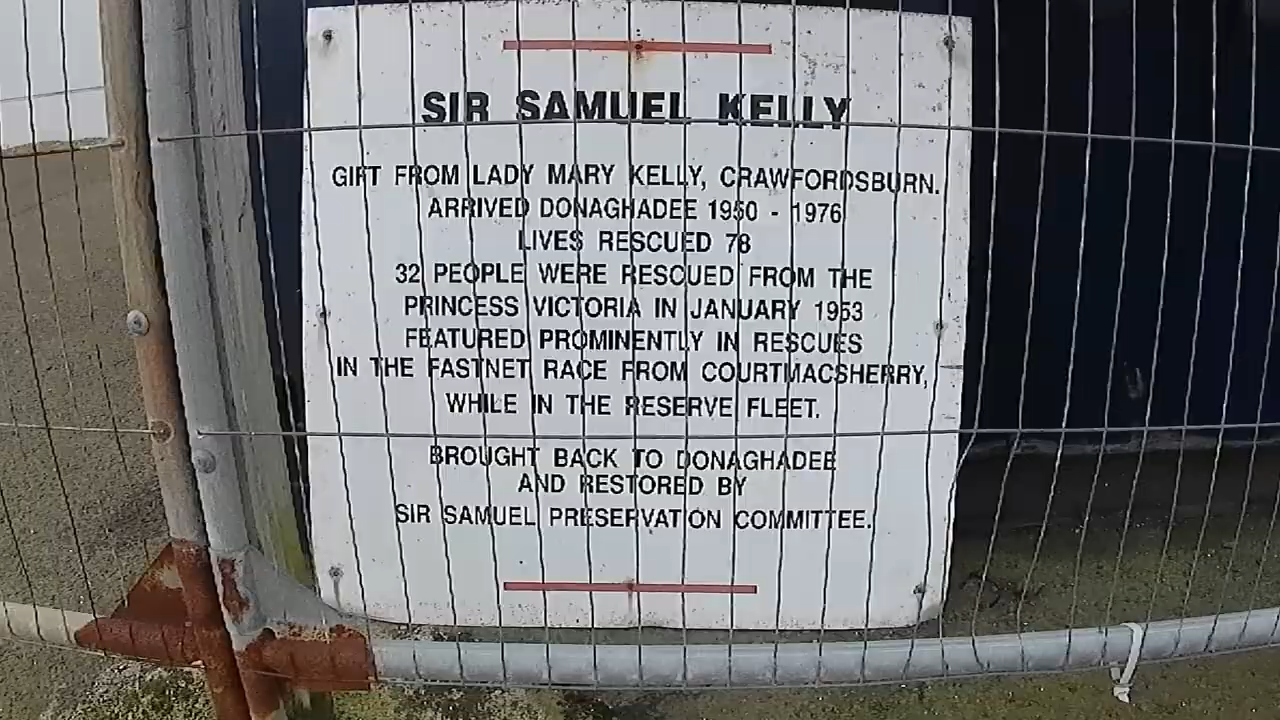 SIR SAMUEL KELLY
GIFT FROM LADY MARY KELLY, CRAWFORDSBURN.
ARRIVED DONAGHADEE 1950 - 1976
LIVES RESCUED 78
32 PEOPLE WERE RESCUED FROM THE
PRINCESS VICTORIA IN JANUARY 1953
FEATURED PROMINENTLY IN RESCUES
IN THE FASTNET RACE FROM COURTMACSHERRY,
WHILE IN THE RESERVE FLEET.
BROUGHT BACK TO DONAGHADEE
AND RESTORED BY
SIR SAMUEL PRESERVATION COMMITTEE.